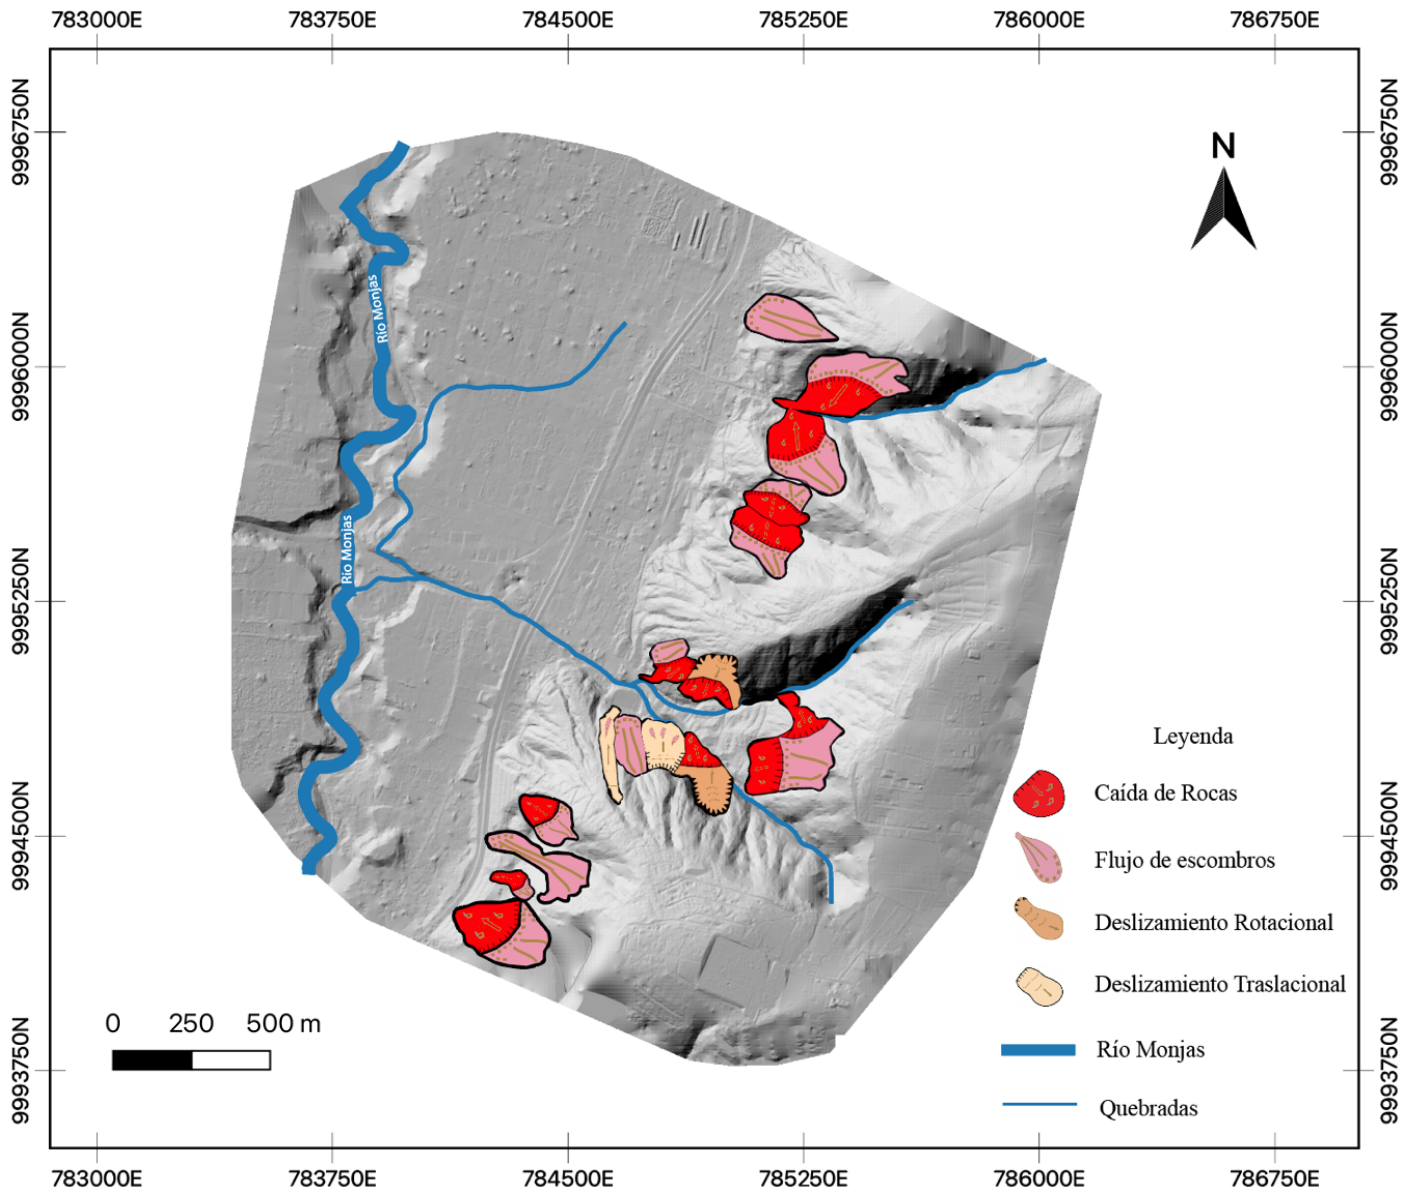 783000E 783750E 784500E 785250E 786000E 786750E
9996750N 9996750N
N
9996000N 9996000N
Río Monjas
Río Monjas
9995250N 9995250N
Leyenda
Caída de Rocas
9994500N 9994500N
Flujo de escombros
Deslizamiento Rotacional
Deslizamiento Traslacional
0 250 500 m
Río Monjas
9993750N 9993750N
Quebradas
783000E 783750E 784500E 785250E 786000E 786750E